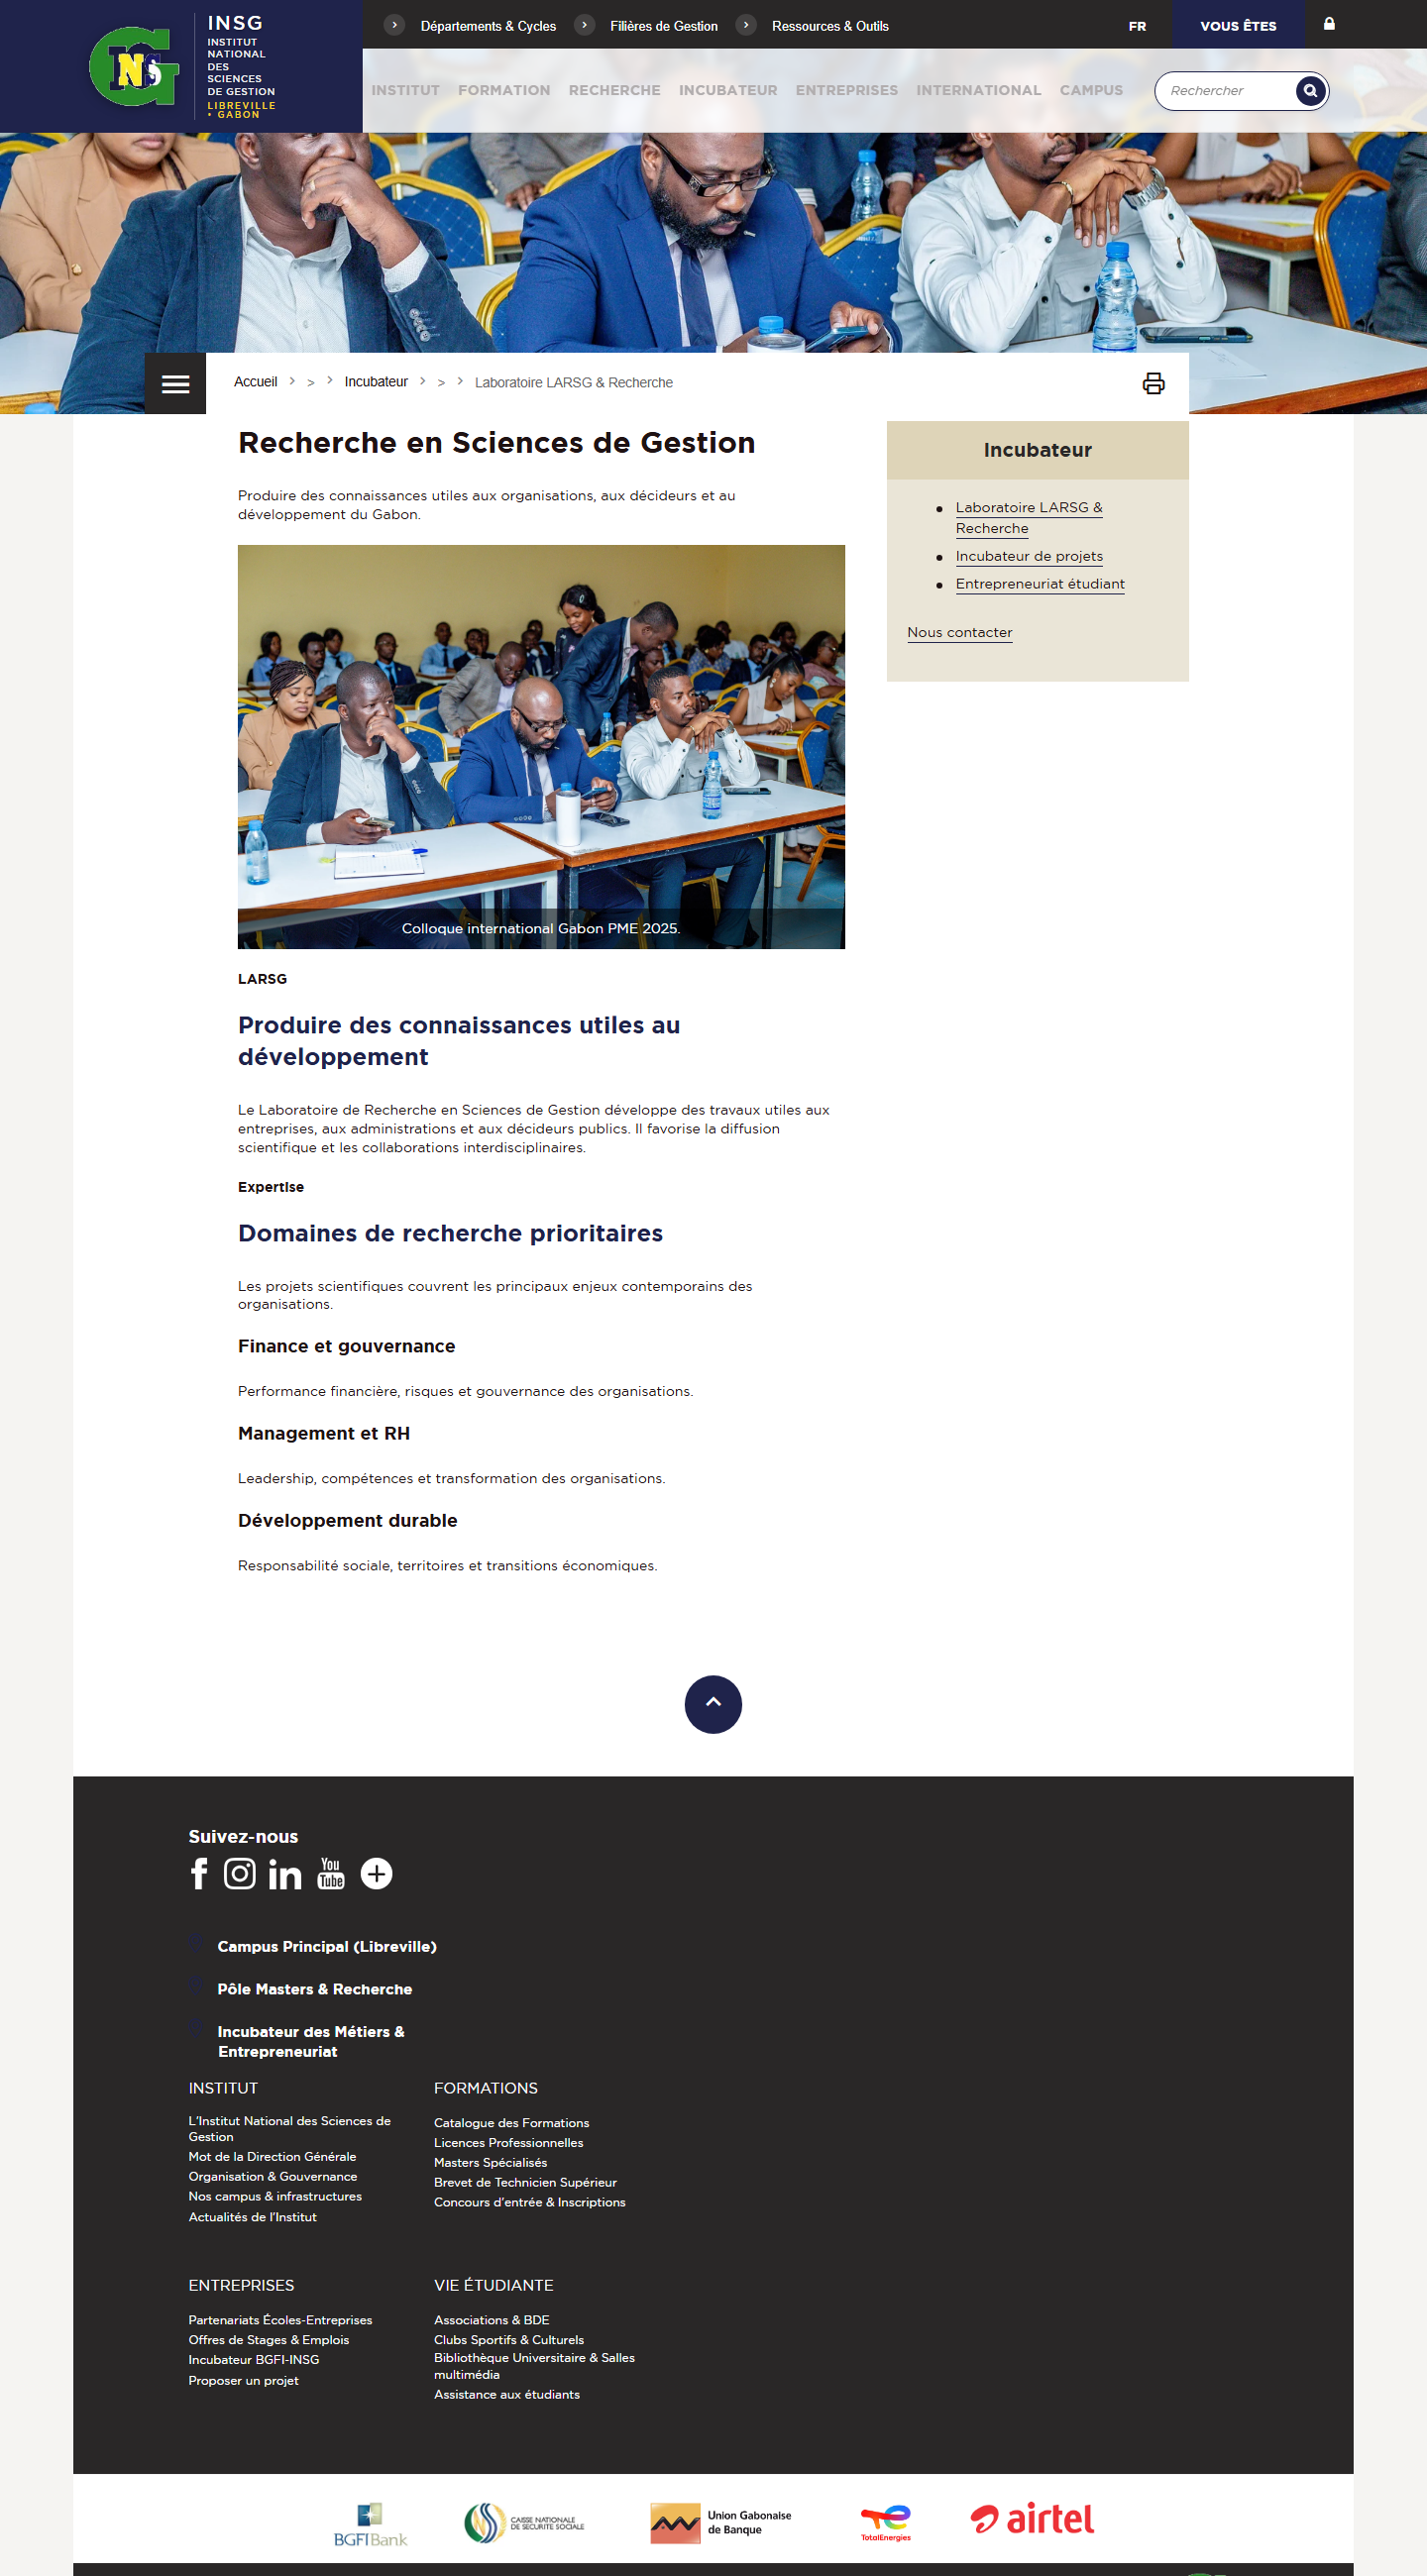 INSG
INSTITUT
NATIONAL
DES
SCIENCES
DE GESTION
LIBREVILLE
• GABON
Départements & Cycles
Filières de Gestion
Ressources & Outils
FR
VOUS ÊTES
INSTITUT
FORMATION
RECHERCHE
INCUBATEUR
ENTREPRISES
INTERNATIONAL
CAMPUS
Rechercher
Accueil > Incubateur > Laboratoire LARSG & Recherche
Recherche en Sciences de Gestion
Produire des connaissances utiles aux organisations, aux décideurs et au
développement du Gabon.
Colloque international Gabon PME 2025.
LARSG
Produire des connaissances utiles au
développement
Le Laboratoire de Recherche en Sciences de Gestion développe des travaux utiles aux
entreprises, aux administrations et aux décideurs publics. Il favorise la diffusion
scientifique et les collaborations interdisciplinaires.
Expertise
Domaines de recherche prioritaires
Les projets scientifiques couvrent les principaux enjeux contemporains des
organisations.
Finance et gouvernance
Performance financière, risques et gouvernance des organisations.
Management et RH
Leadership, compétences et transformation des organisations.
Développement durable
Responsabilité sociale, territoires et transitions économiques.
Incubateur
Laboratoire LARSG &
Recherche
Incubateur de projets
Entrepreneuriat étudiant
Nous contacter
Suivez-nous
You
Tube
Campus Principal (Libreville)
Pôle Masters & Recherche
Incubateur des Métiers &
Entrepreneuriat
INSTITUT
L'Institut National des Sciences de
Gestion
Mot de la Direction Générale
Organisation & Gouvernance
Nos campus & infrastructures
Actualités de l'Institut
FORMATIONS
Catalogue des Formations
Licences Professionnelles
Masters Spécialisés
Brevet de Technicien Supérieur
Concours d'entrée & Inscriptions
ENTREPRISES
Partenariats Écoles-Entreprises
Offres de Stages & Emplois
Incubateur BGFI-INSG
Proposer un projet
VIE ÉTUDIANTE
Associations & BDE
Clubs Sportifs & Culturels
Bibliothèque Universitaire & Salles
multimédia
Assistance aux étudiants
BGFIBank
CAISSE NATIONALE
DE SECURITE SOCIALE
Union Gabonaise
de Banque
TotalEnergies
airtel